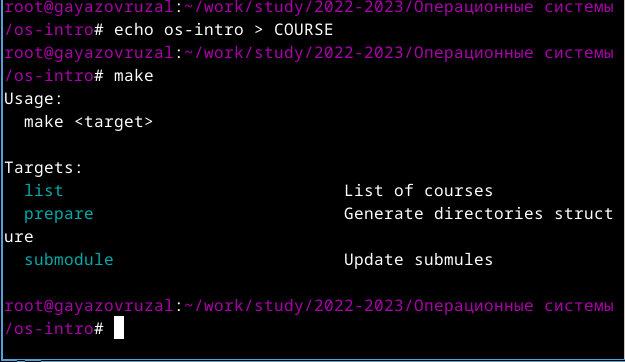 root@gayazovruzal:~/work/study/2022-2023/Операционные системы
/os-intro# echo os-intro > COURSE
root@gayazovruzal:~/work/study/2022-2023/Операционные системы
/os-intro# make
Usage:
  make <target>

Targets:
  list                            List of courses
  prepare                         Generate directories struct
ure
  submodule                       Update submules

root@gayazovruzal:~/work/study/2022-2023/Операционные системы
/os-intro#